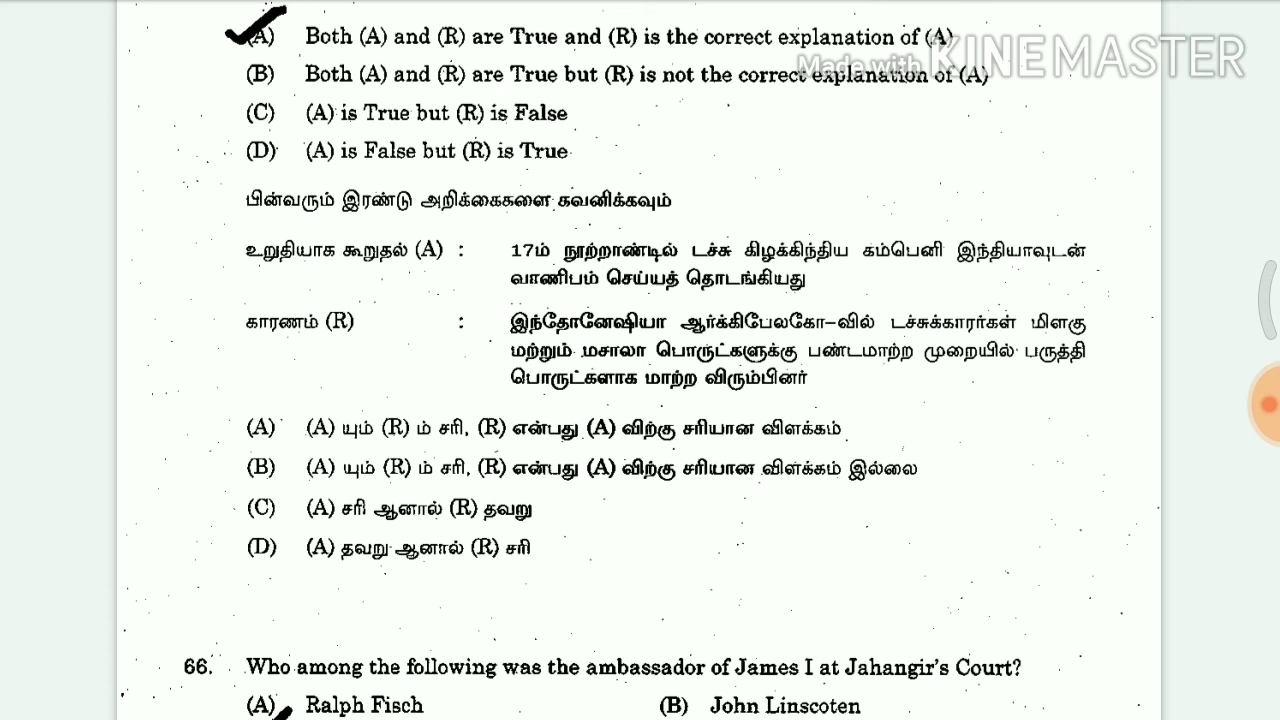 (A) Both (A) and (R) are True and (R) is the correct explanation of (A)
Made with KINEMASTER
(B) Both (A) and (R) are True but (R) is not the correct explanation of (A)
(C) (A) is True but (R) is False
(D) (A) is False but (R) is True
பின்வரும் இரண்டு அறிக்கைகளை கவனிக்கவும்
உறுதியாக கூறுதல் (A) : 17ம் நூற்றாண்டில் டச்சு கிழக்கிந்திய கம்பெனி இந்தியாவுடன்
வாணிபம் செய்யத் தொடங்கியது
காரணம் (R) : இந்தோனேஷியா ஆர்க்கிபேலகோ-வில் டச்சுக்காரர்கள் மிளகு
மற்றும் மசாலா பொருட்களுக்கு பண்டமாற்ற முறையில் பருத்தி
பொருட்களாக மாற்ற விரும்பினர்
(A) (A) யும் (R) ம் சரி, (R) என்பது (A) விற்கு சரியான விளக்கம்
(B) (A) யும் (R) ம் சரி, (R) என்பது (A) விற்கு சரியான விளக்கம் இல்லை
(C) (A) சரி ஆனால் (R) தவறு
(D) (A) தவறு ஆனால் (R) சரி
66. Who among the following was the ambassador of James I at Jahangir's Court?
(A) Ralph Fisch (B) John Linscoten